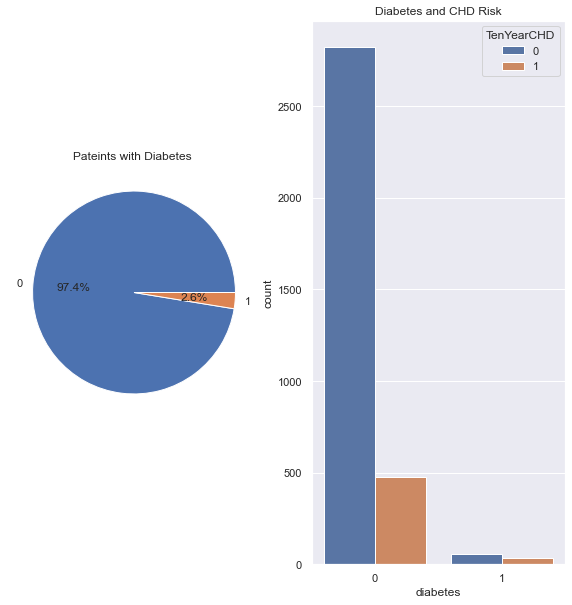 Pateints with Diabetes
0
97.4%
2.6%
1
Diabetes and CHD Risk
TenYearCHD
0
1
2500
2000
1500
1000
500
0
count
0
1
diabetes